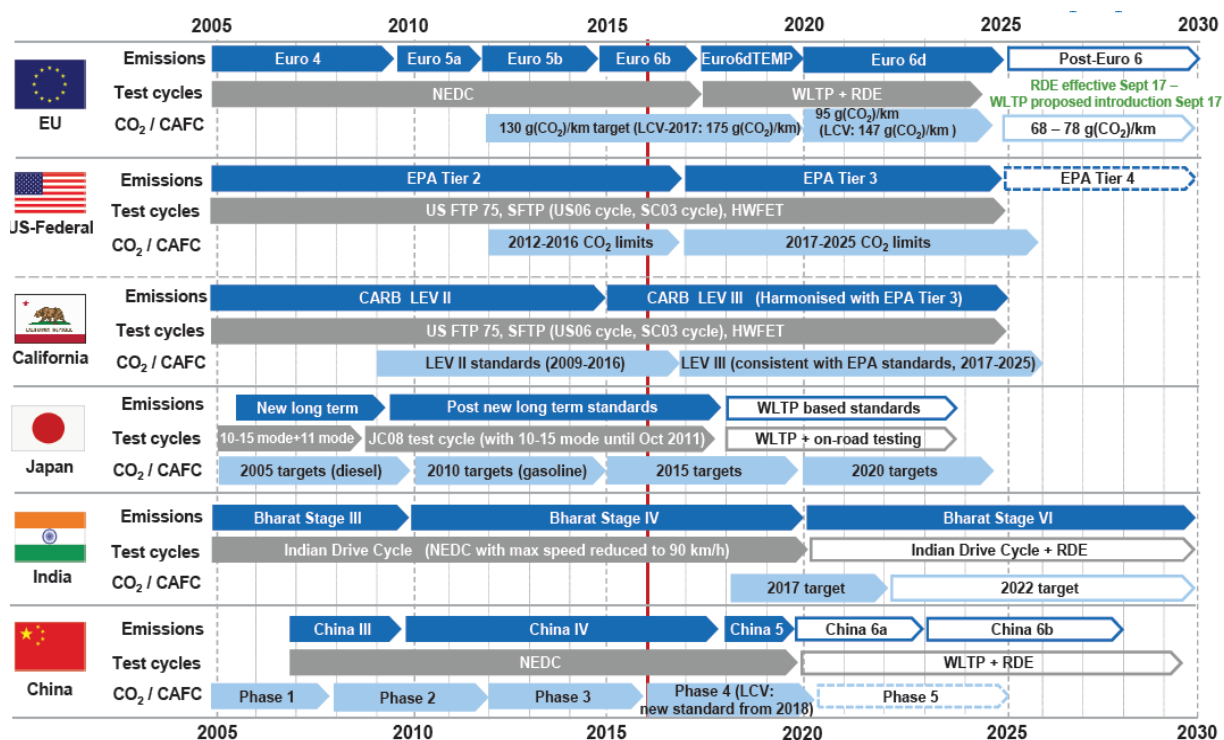 2005 2010 2015 2020 2025 2030
Emissions Euro 4 Euro 5a Euro 5b Euro 6b Euro6dTEMP Euro 6d Post-Euro 6
Test cycles NEDC WLTP + RDE RDE effective Sept 17 –
WLTP proposed introduction Sept 17
EU
CO₂ / CAFC 130 g(CO₂)/km target (LCV-2017: 175 g(CO₂)/km) 95 g(CO₂)/km
(LCV: 147 g(CO₂)/km ) 68 – 78 g(CO₂)/km
Emissions EPA Tier 2 EPA Tier 3 EPA Tier 4
Test cycles US FTP 75, SFTP (US06 cycle, SC03 cycle), HWFET
US-Federal
CO₂ / CAFC 2012-2016 CO₂ limits 2017-2025 CO₂ limits
Emissions CARB LEV II CARB LEV III (Harmonised with EPA Tier 3)
CALIFORNIA REPUBLIC
Test cycles US FTP 75, SFTP (US06 cycle, SC03 cycle), HWFET
California
CO₂ / CAFC LEV II standards (2009-2016) LEV III (consistent with EPA standards, 2017-2025)
Emissions New long term Post new long term standards WLTP based standards
Test cycles 10-15 mode+11 mode JC08 test cycle (with 10-15 mode until Oct 2011) WLTP + on-road testing
Japan
CO₂ / CAFC 2005 targets (diesel) 2010 targets (gasoline) 2015 targets 2020 targets
Emissions Bharat Stage III Bharat Stage IV Bharat Stage VI
Test cycles Indian Drive Cycle (NEDC with max speed reduced to 90 km/h) Indian Drive Cycle + RDE
India
CO₂ / CAFC 2017 target 2022 target
Emissions China III China IV China 5 China 6a China 6b
Test cycles NEDC WLTP + RDE
China
CO₂ / CAFC Phase 1 Phase 2 Phase 3 Phase 4 (LCV:
new standard from 2018) Phase 5
2005 2010 2015 2020 2025 2030